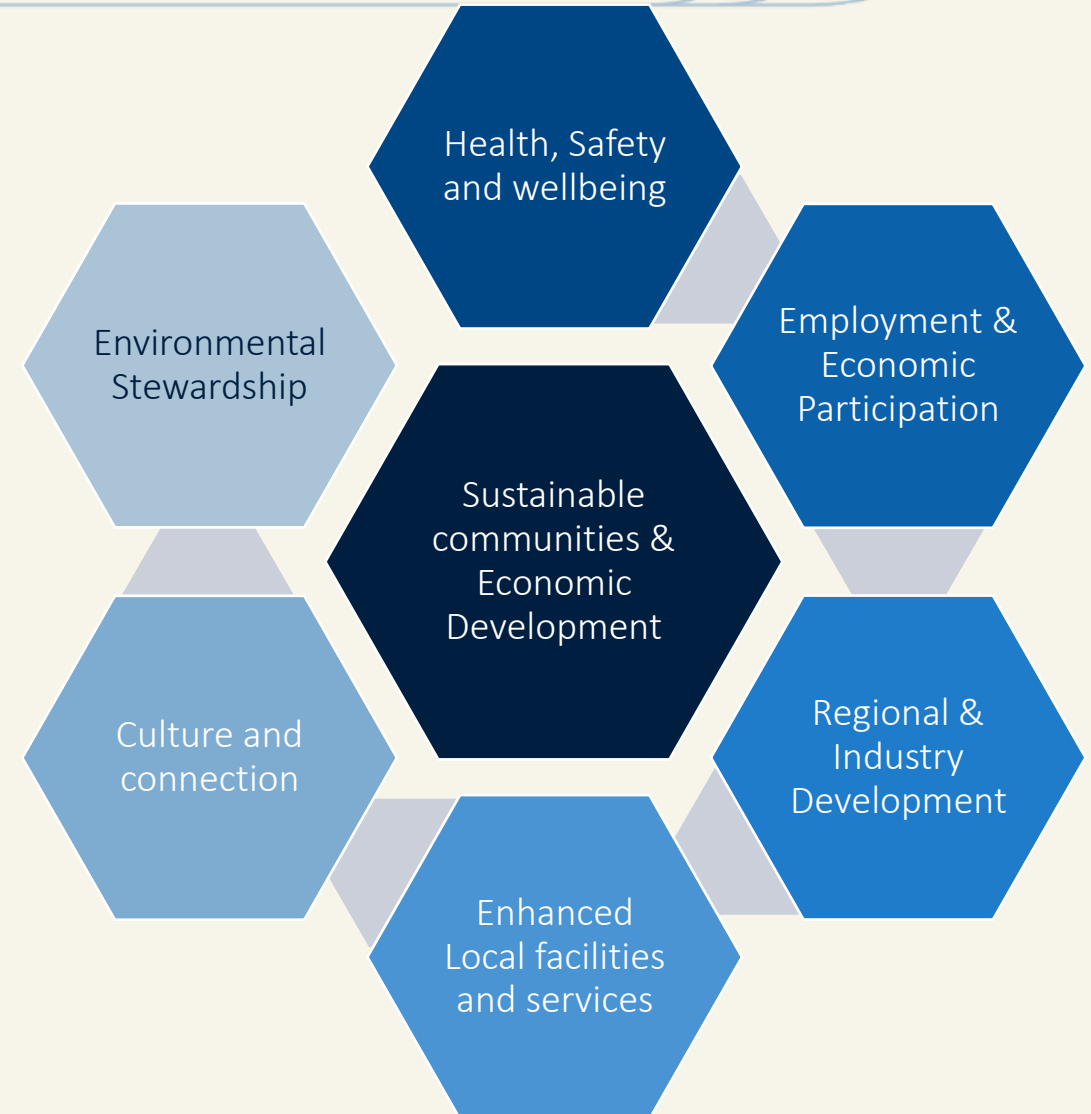 Health, Safety
and wellbeing
Employment &
Economic
Participation
Regional &
Industry
Development
Enhanced
Local facilities
and services
Culture and
connection
Environmental
Stewardship
Sustainable
communities &
Economic
Development